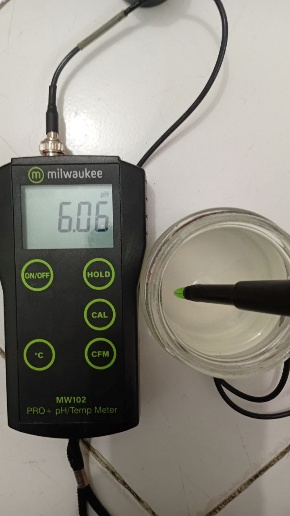 m milwaukee
pH
6.06
ON/OFF
HOLD
CAL
°C
CFM
MW102
PRO+ pH/Temp Meter